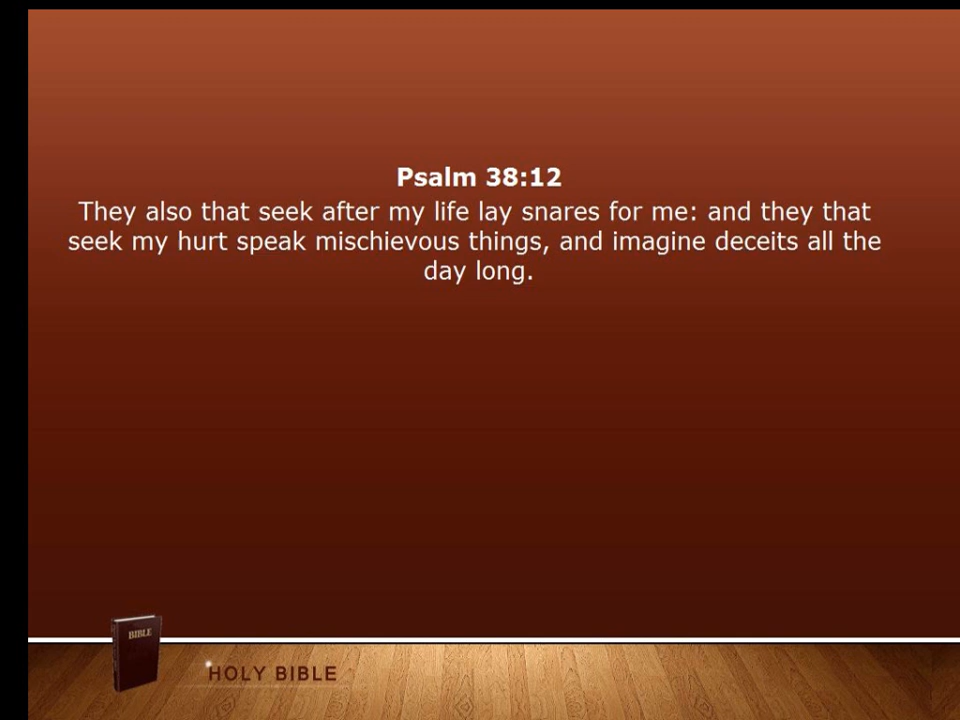 Psalm 38:12
They also that seek after my life lay snares for me: and they that
seek my hurt speak mischievous things, and imagine deceits all the
day long.
BIBLE
HOLY BIBLE